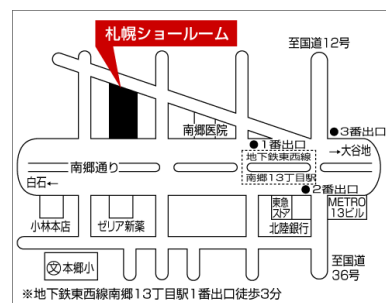 札幌ショールーム
至国道12号
南郷医院
●1番出口
●3番出口
地下鉄東西線
→大谷地
南郷通り
南郷13丁目駅
白石←
●2番出口
小林本店
ゼリア新薬
東急
ストア
METRO
13ビル
北陸銀行
文本郷小
至国道
36号
※地下鉄東西線南郷13丁目駅1番出口徒歩3分